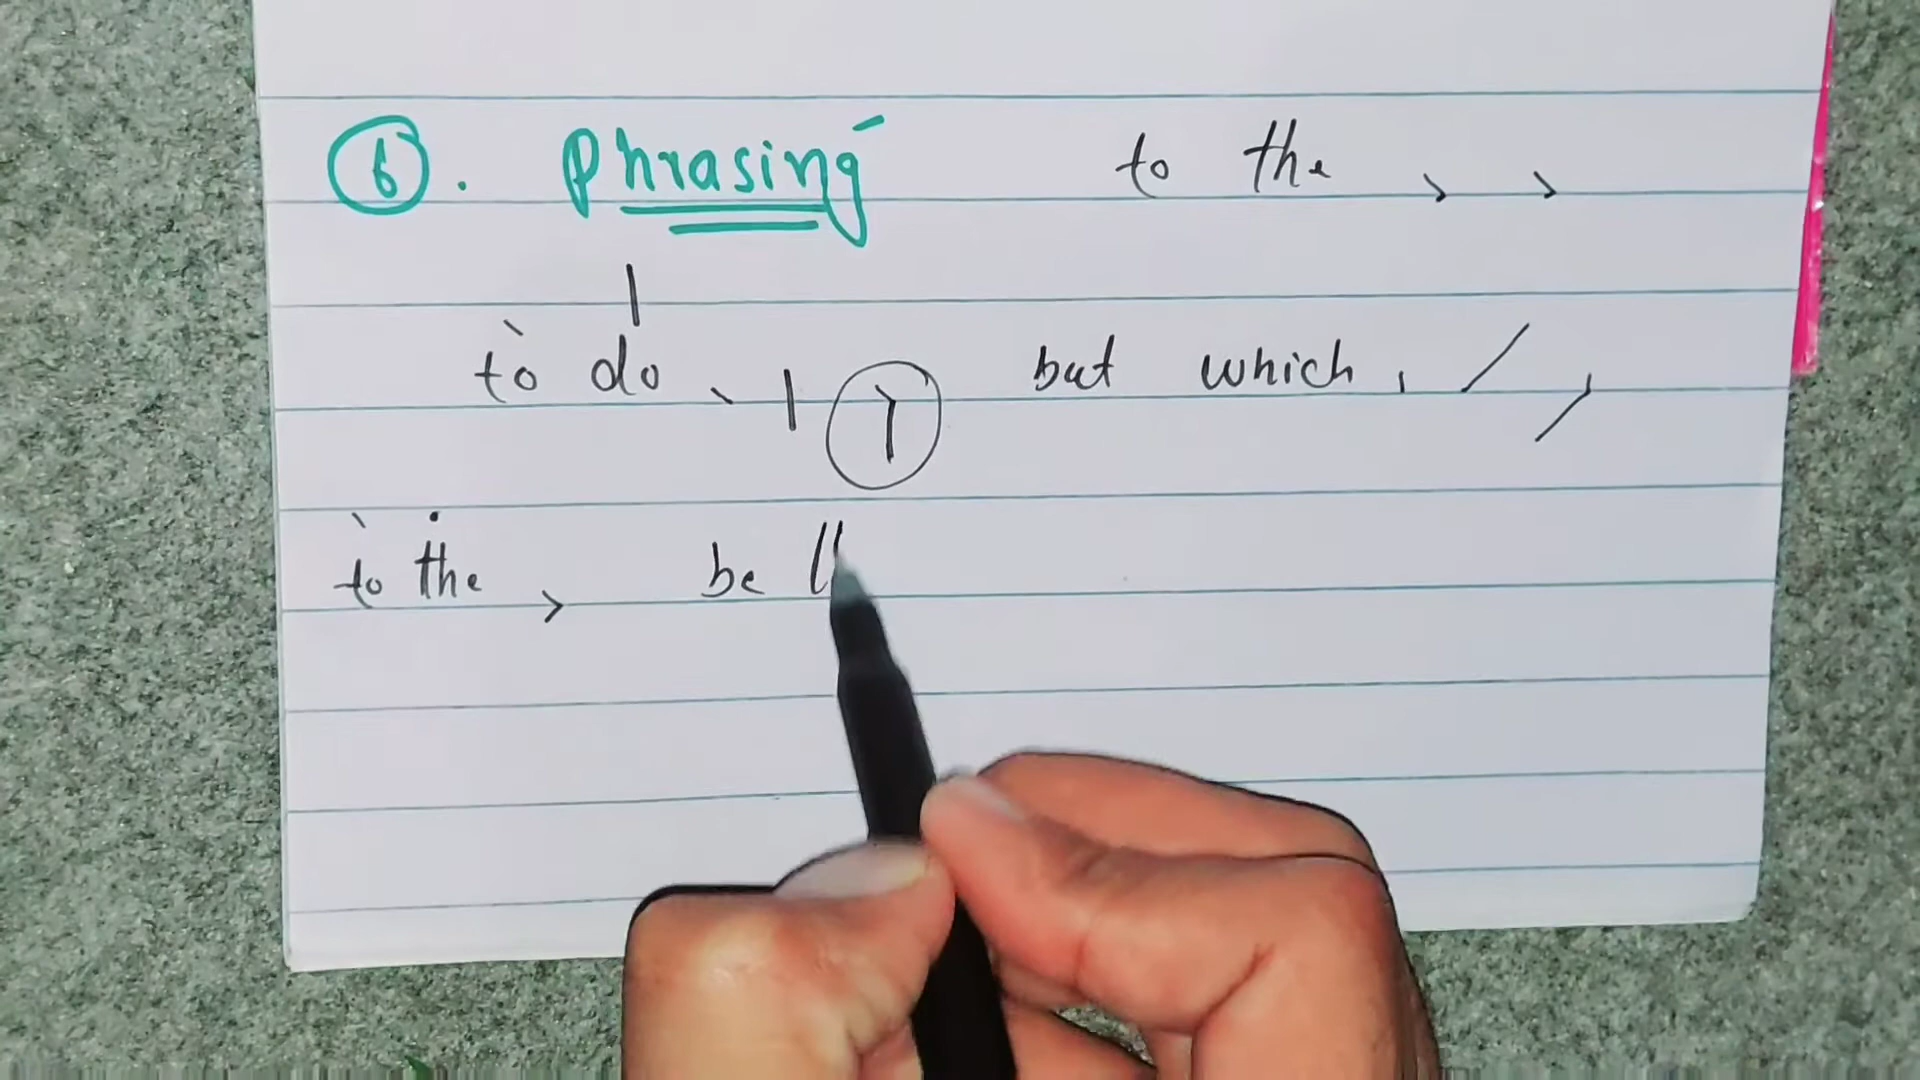 6. Phrasing to the
to do but which,
to the be